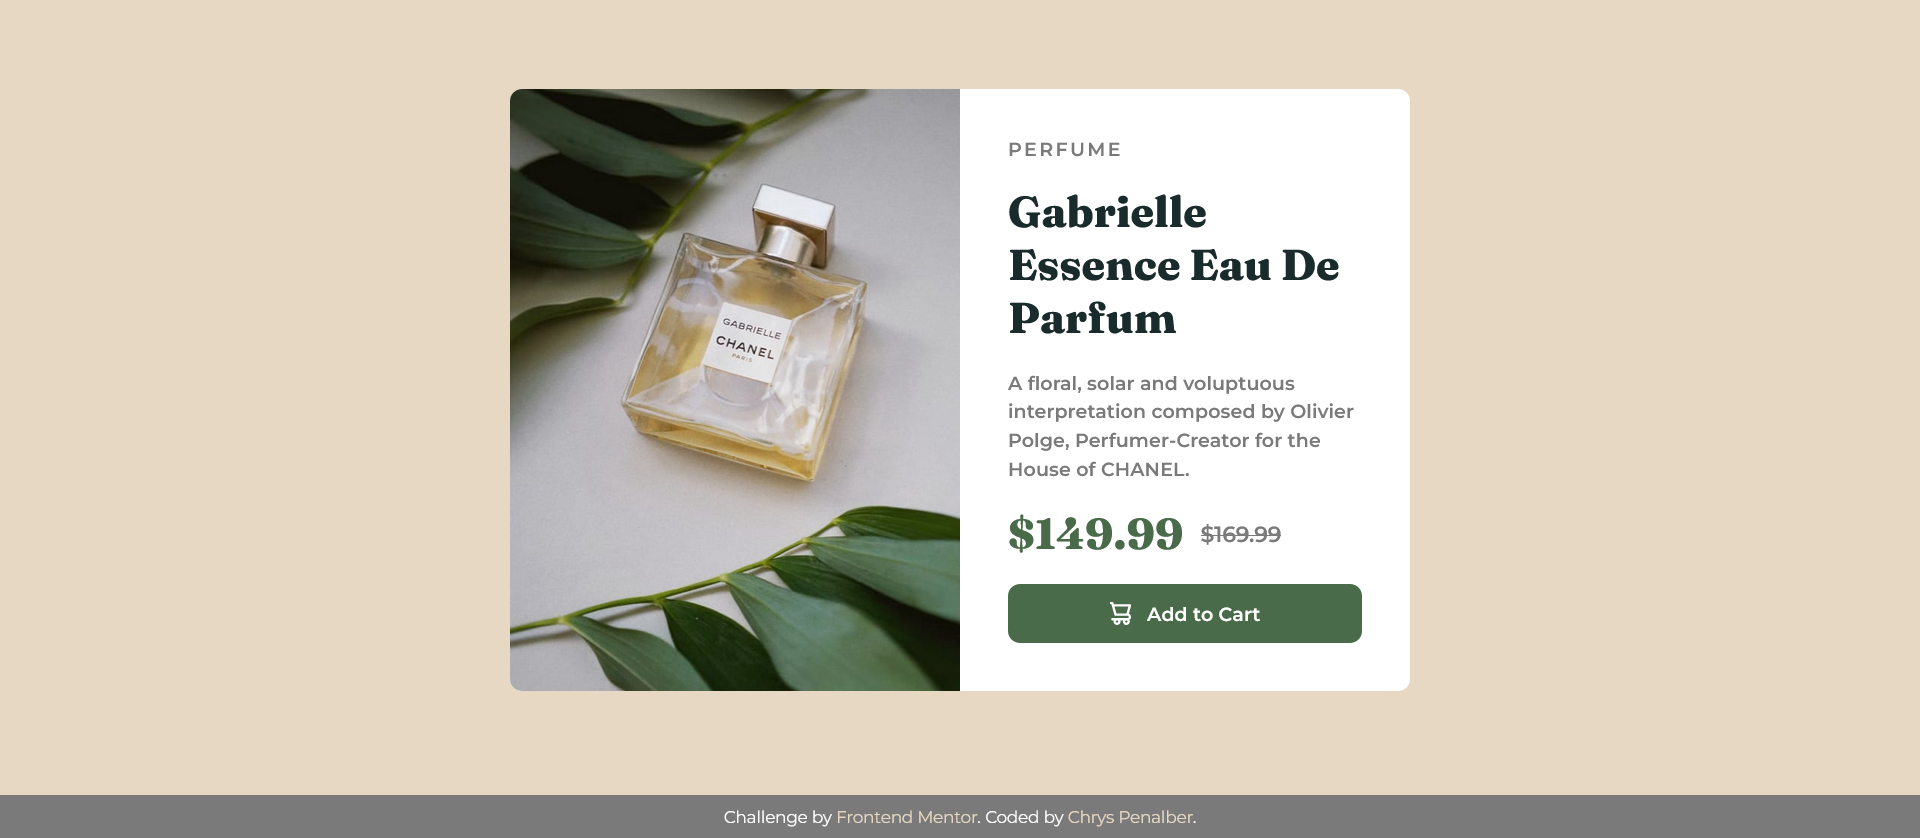 GABRIELLE
CHANEL
PARIS
PERFUME
Gabrielle
Essence Eau De
Parfum
A floral, solar and voluptuous
interpretation composed by Olivier
Polge, Perfumer-Creator for the
House of CHANEL.
$149.99 $169.99
Add to Cart
Challenge by Frontend Mentor. Coded by Chrys Penalber.